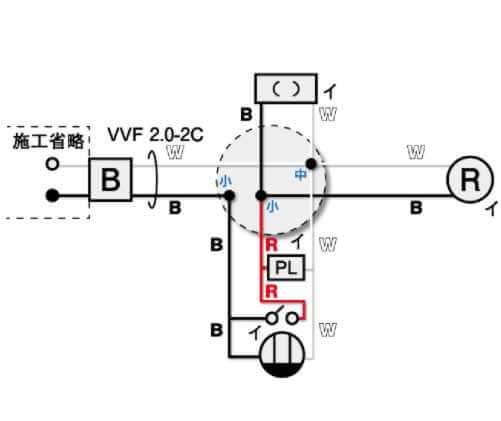 ( ) イ
B W
施工省略 VVF 2.0-2C
W 中 W
B 小 小 R
B B イ
B R イ W
PL
R
B イ W